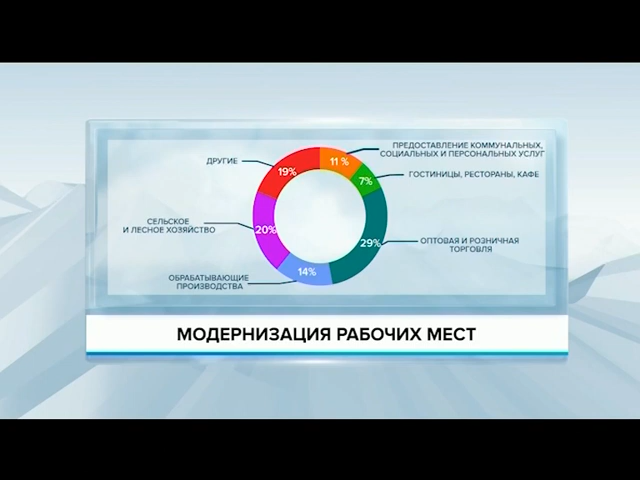 ПРЕДОСТАВЛЕНИЕ КОММУНАЛЬНЫХ,
СОЦИАЛЬНЫХ И ПЕРСОНАЛЬНЫХ УСЛУГ
11 %
ГОСТИНИЦЫ, РЕСТОРАНЫ, КАФЕ
7%
ОПТОВАЯ И РОЗНИЧНАЯ
ТОРГОВЛЯ
29%
ОБРАБАТЫВАЮЩИЕ
ПРОИЗВОДСТВА
14%
СЕЛЬСКОЕ
И ЛЕСНОЕ ХОЗЯЙСТВО
20%
ДРУГИЕ
19%
МОДЕРНИЗАЦИЯ РАБОЧИХ МЕСТ